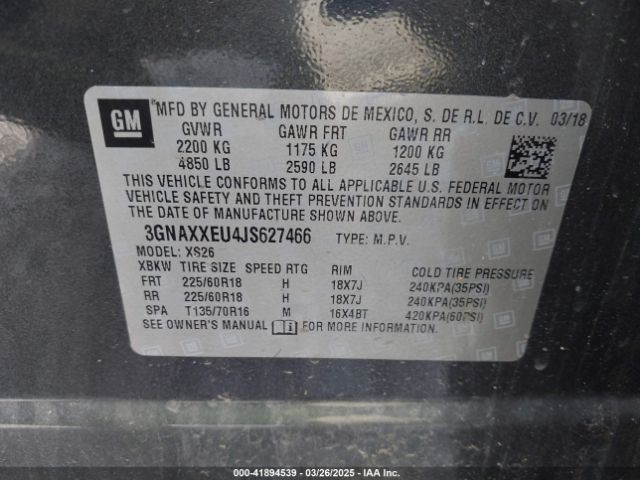 GM
MFD BY GENERAL MOTORS DE MEXICO, S. DE R.L. DE C.V. 03/18
GVWR GAWR FRT GAWR RR
2200 KG 1175 KG 1200 KG
4850 LB 2590 LB 2645 LB
THIS VEHICLE CONFORMS TO ALL APPLICABLE U.S. FEDERAL MOTOR
VEHICLE SAFETY AND THEFT PREVENTION STANDARDS IN EFFECT ON
THE DATE OF MANUFACTURE SHOWN ABOVE.
3GNAXXEU4JS627466 TYPE: M.P.V.
MODEL: XS26
XBKW TIRE SIZE SPEED RTG RIM COLD TIRE PRESSURE
FRT 225/60R18 H 18X7J 240KPA(35PSI)
RR 225/60R18 H 18X7J 240KPA(35PSI)
SPA T135/70R16 M 16X4BT 420KPA(60PSI)
SEE OWNER'S MANUAL FOR MORE INFORMATION.
000-41894539 - 03/26/2025 - IAA Inc.